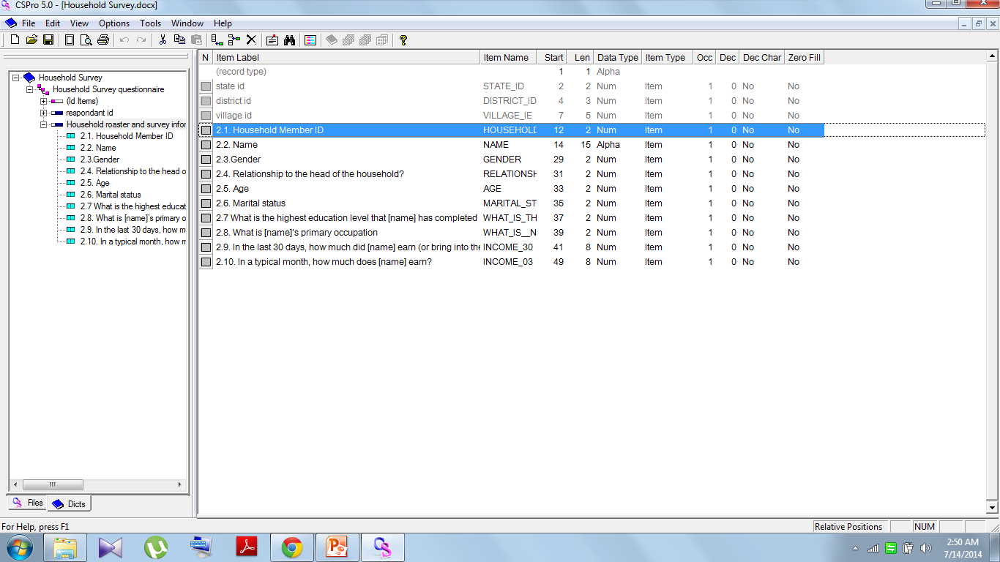 CSPro 5.0 - [Household Survey.docx]
File Edit View Options Tools Window Help
Household Survey
Household Survey questionnaire
(Id Items)
respondant id
Household roaster and survey infor
2.1. Household Member ID
2.2. Name
2.3.Gender
2.4. Relationship to the head o
2.5. Age
2.6. Marital status
2.7 What is the highest educat
2.8. What is [name]'s primary o
2.9. In the last 30 days, how m
2.10. In a typical month, how m
Files Dicts
N Item Label Item Name Start Len Data Type Item Type Occ Dec Dec Char Zero Fill
(record type) 1 1 Alpha
state id STATE_ID 2 2 Num Item 1 0 No No
district id DISTRICT_ID 4 3 Num Item 1 0 No No
village id VILLAGE_IE 7 5 Num Item 1 0 No No
2.1. Household Member ID HOUSEHOLD 12 2 Num Item 1 0 No No
2.2. Name NAME 14 15 Alpha Item 1 0 No No
2.3.Gender GENDER 29 2 Num Item 1 0 No No
2.4. Relationship to the head of the household? RELATIONSH 31 2 Num Item 1 0 No No
2.5. Age AGE 33 2 Num Item 1 0 No No
2.6. Marital status MARITAL_ST 35 2 Num Item 1 0 No No
2.7 What is the highest education level that [name] has completed WHAT_IS_TH 37 2 Num Item 1 0 No No
2.8. What is [name]'s primary occupation WHAT_IS__N 39 2 Num Item 1 0 No No
2.9. In the last 30 days, how much did [name] earn (or bring into the INCOME_30 41 8 Num Item 1 0 No No
2.10. In a typical month, how much does [name] earn? INCOME_03 49 8 Num Item 1 0 No No
For Help, press F1
Relative Positions NUM
2:50 AM
7/14/2014